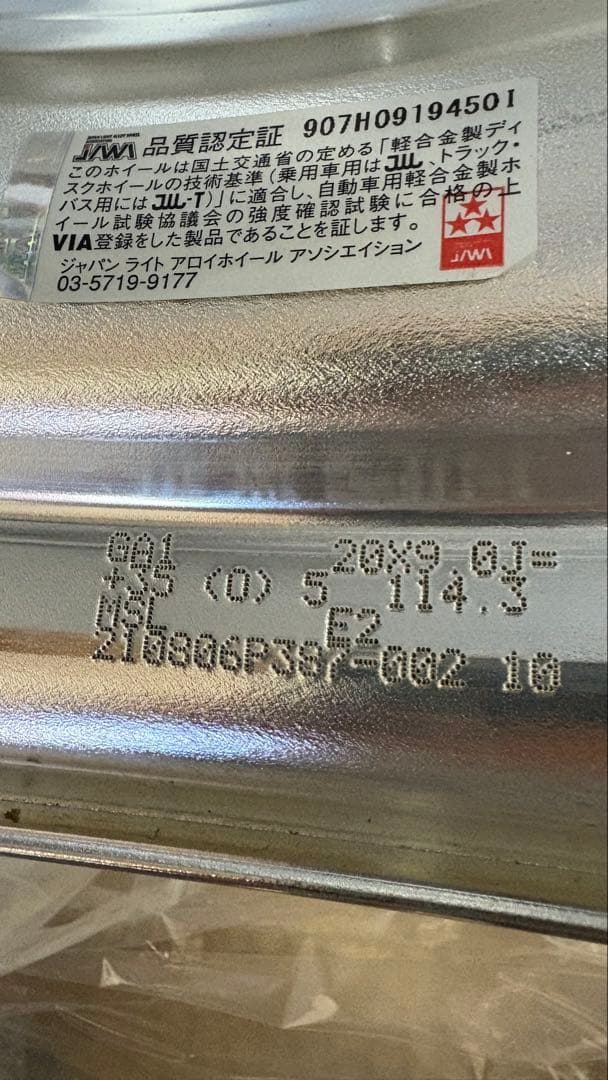 JAWA 品質認定証 907H0919450I
このホイールは国土交通省の定める「軽合金製ディ
スクホイールの技術基準(乗用車用はJWL、トラック・
バス用にはJWL-T)」に適合し、自動車用軽合金製ホ
イール試験協議会の強度確認試験に合格の上
VIA登録をした製品であることを証します。
ジャパン ライト アロイホイール アソシエイション
03-5719-9177
JAWA
20X9.0J=
+35 (0) 5 114.3
MSL E2
210806P387-002 10